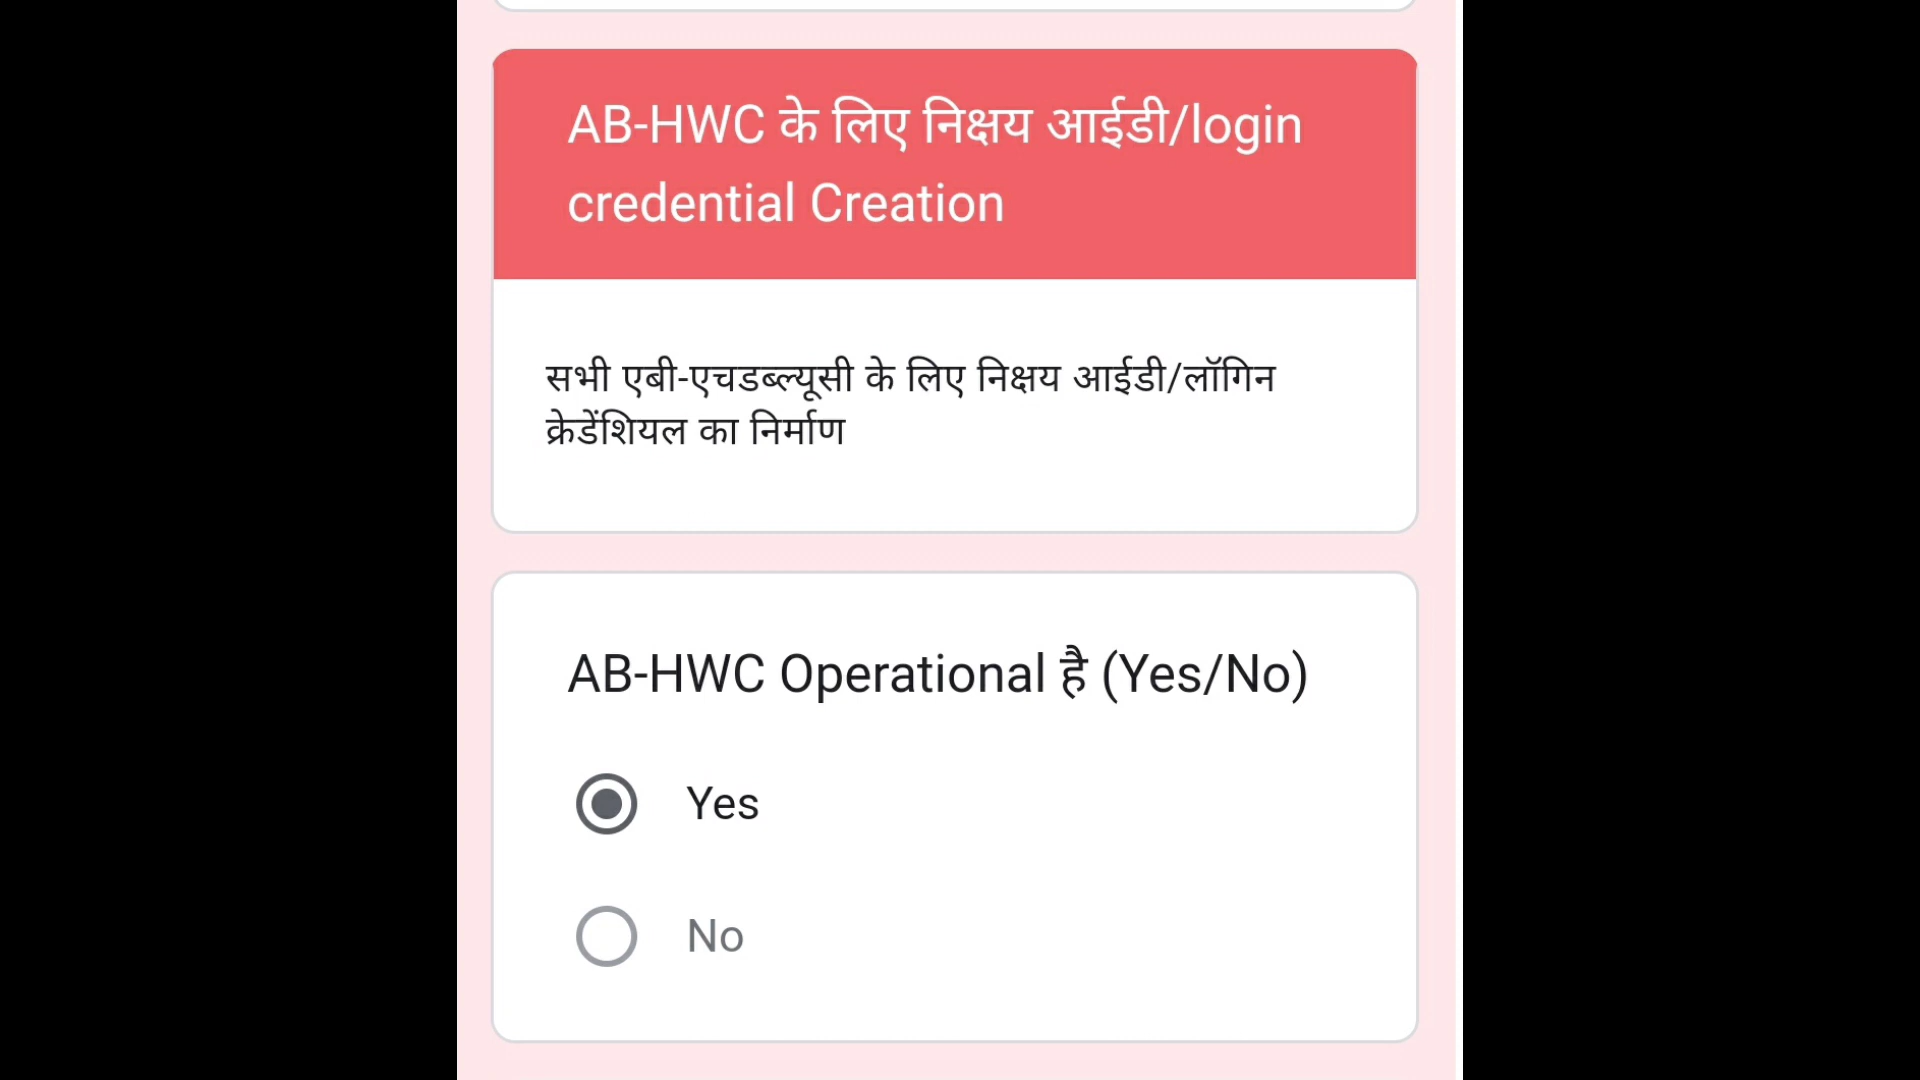 AB-HWC के लिए निक्षय आईडी/login
credential Creation
सभी एबी-एचडब्ल्यूसी के लिए निक्षय आईडी/लॉगिन
क्रेडेंशियल का निर्माण
AB-HWC Operational है (Yes/No)
Yes
No